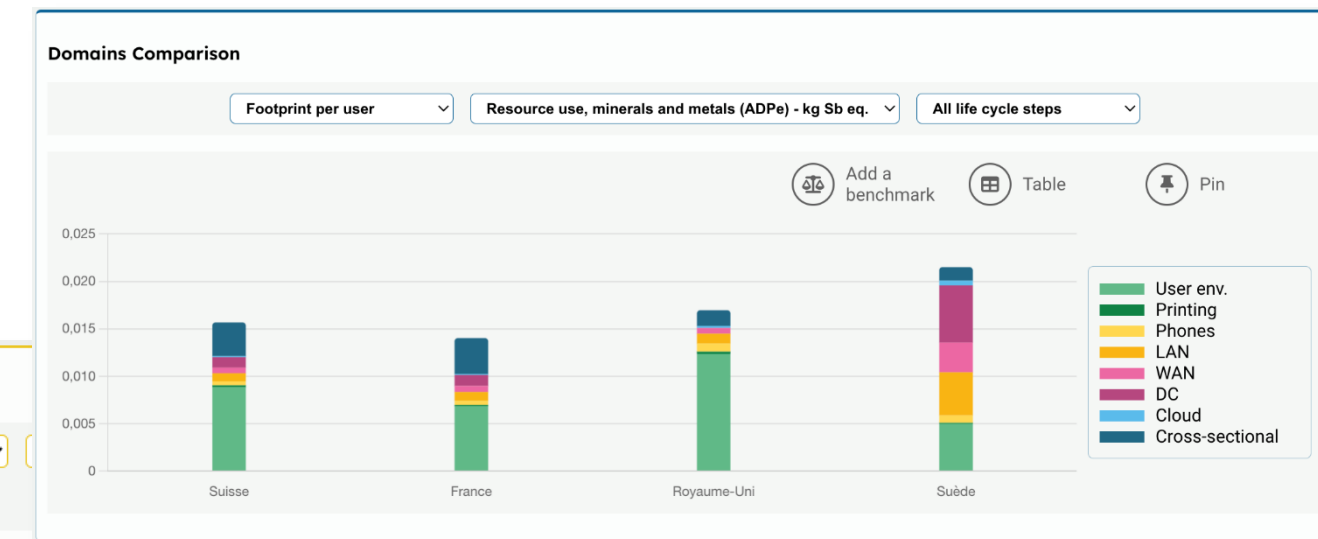 Domains Comparison
Footprint per user
Resource use, minerals and metals (ADPe) - kg Sb eq.
All life cycle steps
Add a
benchmark
Table
Pin
0,025
0,020
0,015
0,010
0,005
0
Suisse
France
Royaume-Uni
Suède
User env.
Printing
Phones
LAN
WAN
DC
Cloud
Cross-sectional